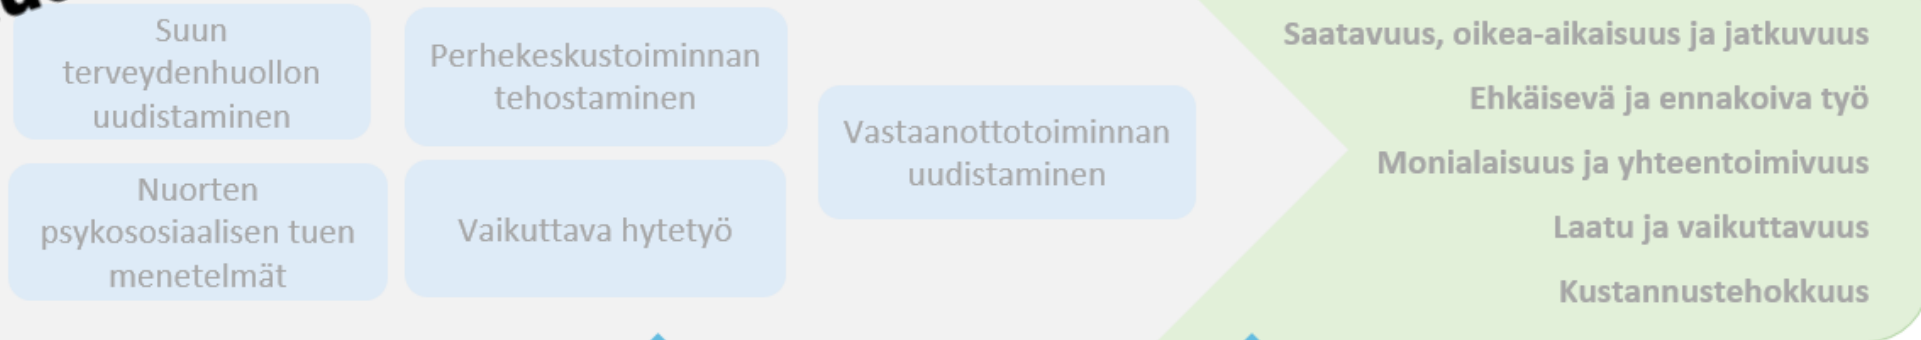 Suun
terveydenhuollon
uudistaminen
Nuorten
psykososiaalisen tuen
menetelmät
Perhekeskustoiminnan
tehostaminen
Vaikuttava hytetyö
Vastaanottotoiminnan
uudistaminen
Saatavuus, oikea-aikaisuus ja jatkuvuus
Ehkäisevä ja ennakoiva työ
Monialaisuus ja yhteentoimivuus
Laatu ja vaikuttavuus
Kustannustehokkuus